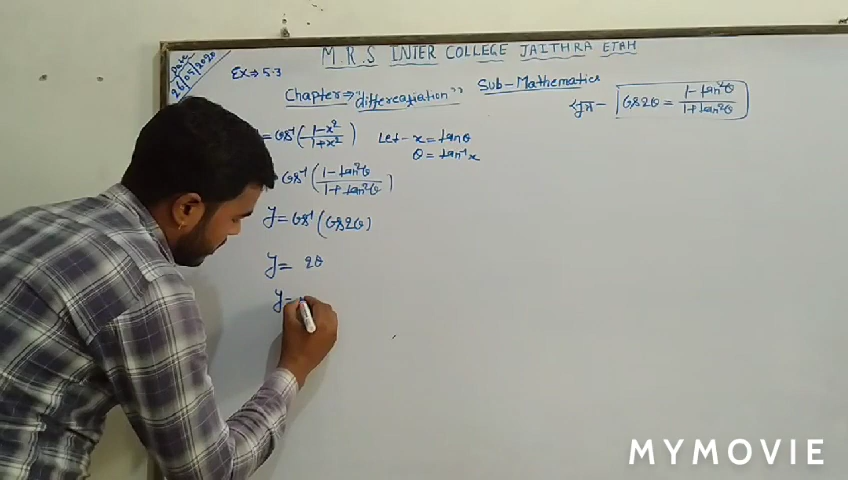 M.R.S INTER COLLEGE JAITHRA ETAH
Date
26/05/2020
Ex⇒5.3
Chapter⇒"differeatiation"
Sub-Mathematics
सूत्र- Cos2θ = (1-tan²θ)/(1+tan²θ)
= Cos⁻¹ ((1-x²)/(1+x²)) Let- x = tanθ
θ = tan⁻¹x
= Cos⁻¹ ((1-tan²θ)/(1+tan²θ))
y = Cos⁻¹ (Cos2θ)
y = 2θ
y =
MYMOVIE